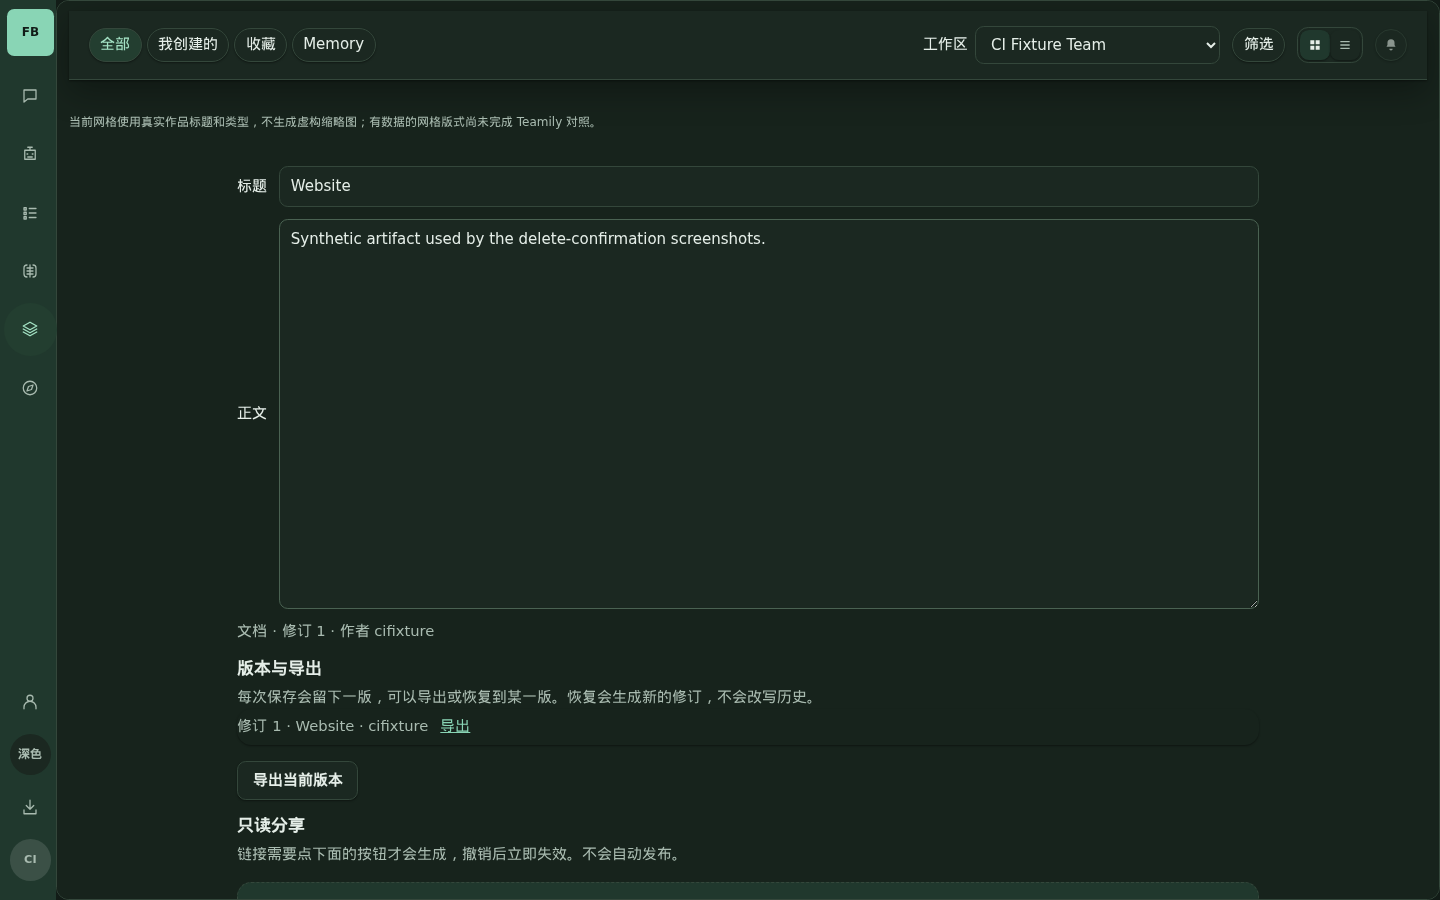 FB
全部
我创建的
收藏
Memory
工作区
CI Fixture Team
筛选
当前网格使用真实作品标题和类型，不生成虚构缩略图；有数据的网格版式尚未完成 Teamily 对照。
标题
Website
Synthetic artifact used by the delete-confirmation screenshots.
正文
文档 · 修订 1 · 作者 cifixture
版本与导出
每次保存会留下一版，可以导出或恢复到某一版。恢复会生成新的修订，不会改写历史。
修订 1 · Website · cifixture 导出
导出当前版本
只读分享
链接需要点下面的按钮才会生成，撤销后立即失效。不会自动发布。
深色
CI